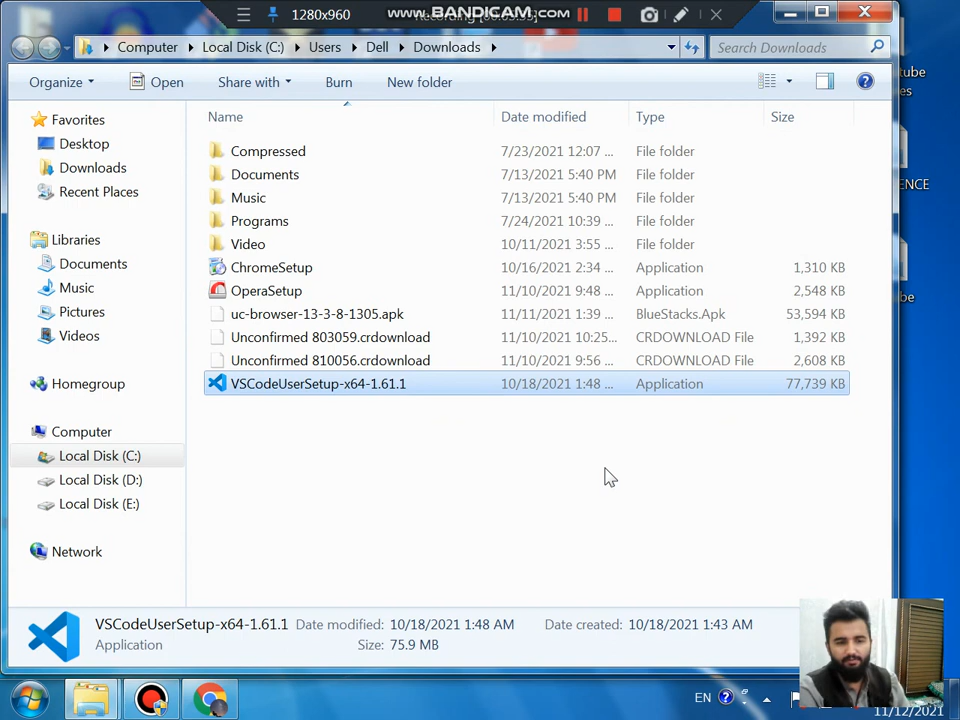 1280x960
www.BANDICAM.com
Computer
Local Disk (C:)
Users
Dell
Downloads
Search Downloads
Organize
Open
Share with
Burn
New folder
Name
Date modified
Type
Size
Favorites
Desktop
Downloads
Recent Places
Libraries
Documents
Music
Pictures
Videos
Homegroup
Computer
Local Disk (C:)
Local Disk (D:)
Local Disk (E:)
Network
Compressed 7/23/2021 12:07 ... File folder
Documents 7/13/2021 5:40 PM File folder
Music 7/13/2021 5:40 PM File folder
Programs 7/24/2021 10:39 ... File folder
Video 10/11/2021 3:55 ... File folder
ChromeSetup 10/16/2021 2:34 ... Application 1,310 KB
OperaSetup 11/10/2021 9:48 ... Application 2,548 KB
uc-browser-13-3-8-1305.apk 11/11/2021 1:39 ... BlueStacks.Apk 53,594 KB
Unconfirmed 803059.crdownload 11/10/2021 10:25... CRDOWNLOAD File 1,392 KB
Unconfirmed 810056.crdownload 11/10/2021 9:56 ... CRDOWNLOAD File 2,608 KB
VSCodeUserSetup-x64-1.61.1 10/18/2021 1:48 ... Application 77,739 KB
VSCodeUserSetup-x64-1.61.1 Date modified: 10/18/2021 1:48 AM Date created: 10/18/2021 1:43 AM
Application Size: 75.9 MB
EN
11/12/2021